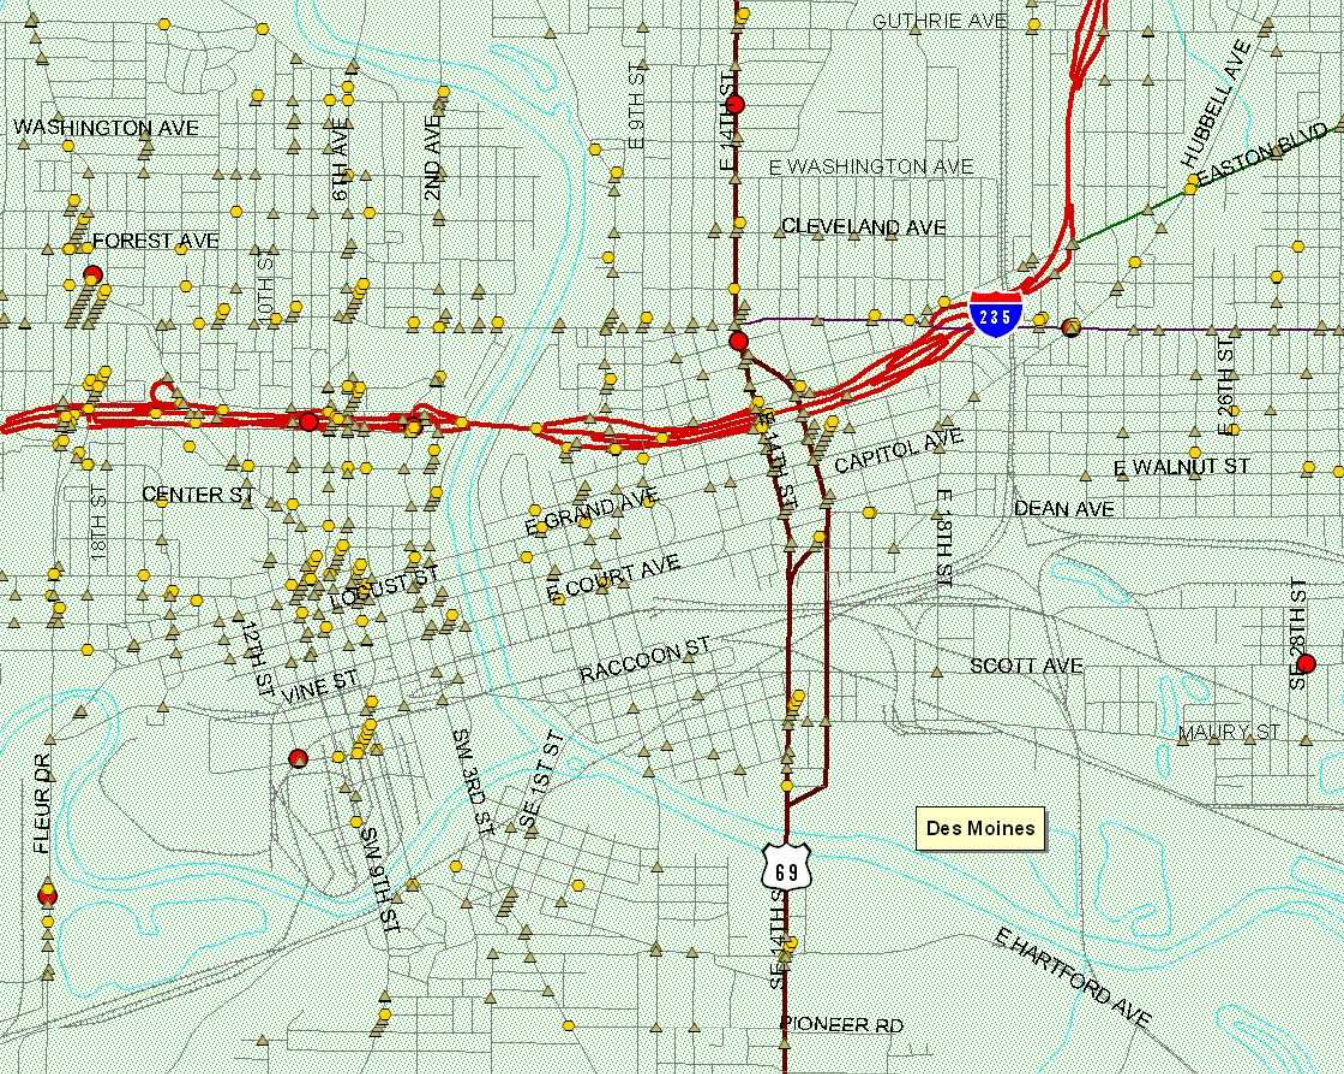 GUTHRIE AVE
HUBBELL AVE
E 9TH ST
E 14TH ST
WASHINGTON AVE
6TH AVE
2ND AVE
EASTON BLVD
E WASHINGTON AVE
CLEVELAND AVE
FOREST AVE
10TH ST
235
E 26TH ST
E 14TH ST
CAPITOL AVE
E WALNUT ST
CENTER ST
18TH ST
E GRAND AVE
E 18TH ST
DEAN AVE
LOCUST ST
E COURT AVE
12TH ST
VINE ST
RACCOON ST
SCOTT AVE
SE 28TH ST
MAURY ST
FLEUR DR
SW 3RD ST
SE 1ST ST
SW 9TH ST
Des Moines
69
SE 14TH S
E HARTFORD AVE
PIONEER RD